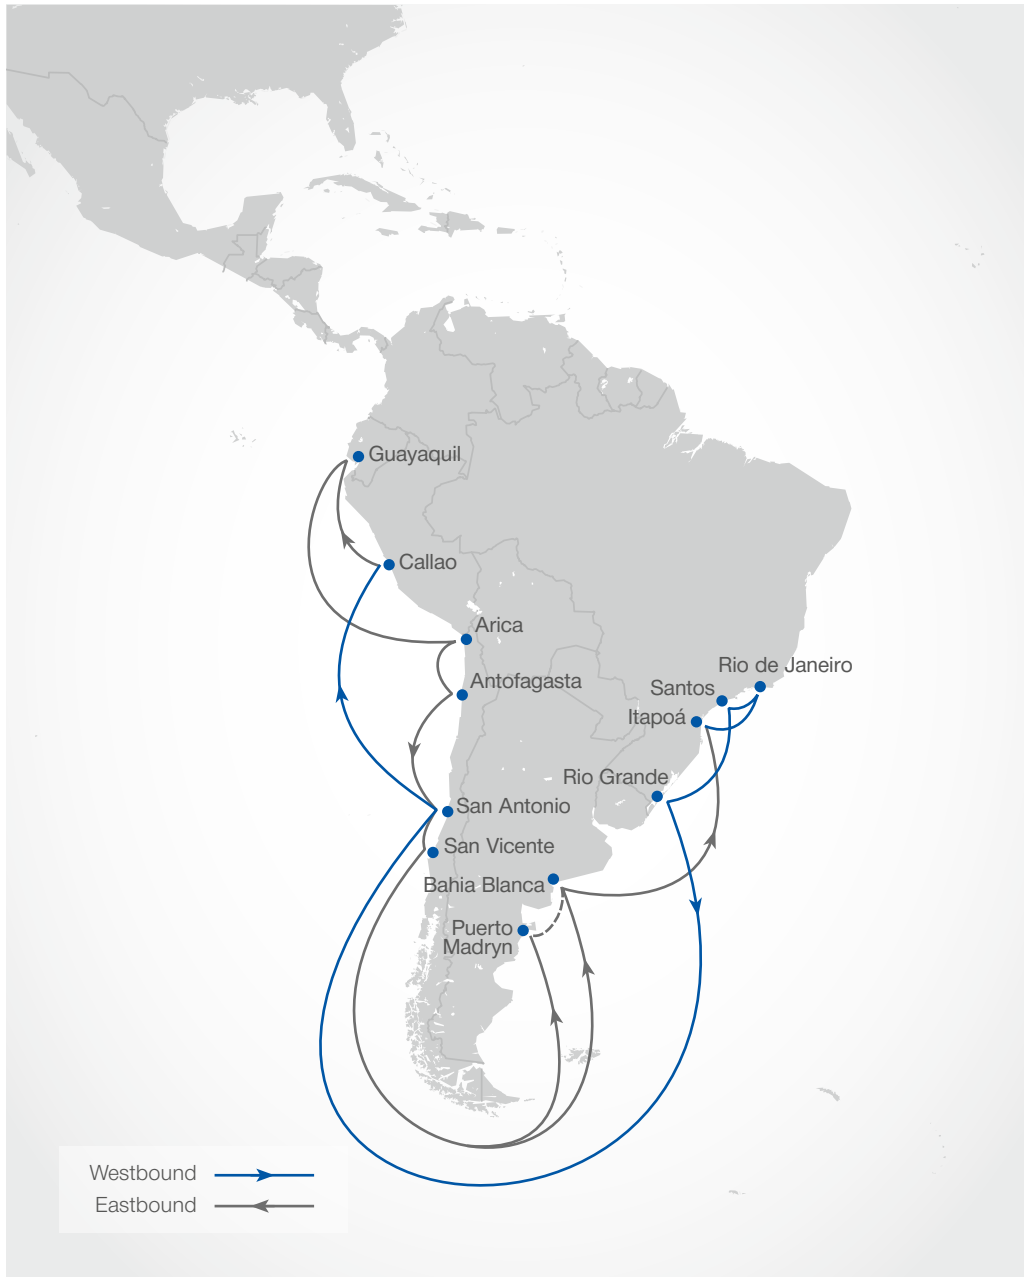 Guayaquil
Callao
Arica
Rio de Janeiro
Antofagasta
Santos
Itapoá
Rio Grande
San Antonio
San Vicente
Bahia Blanca
Puerto
Madryn
Westbound
Eastbound